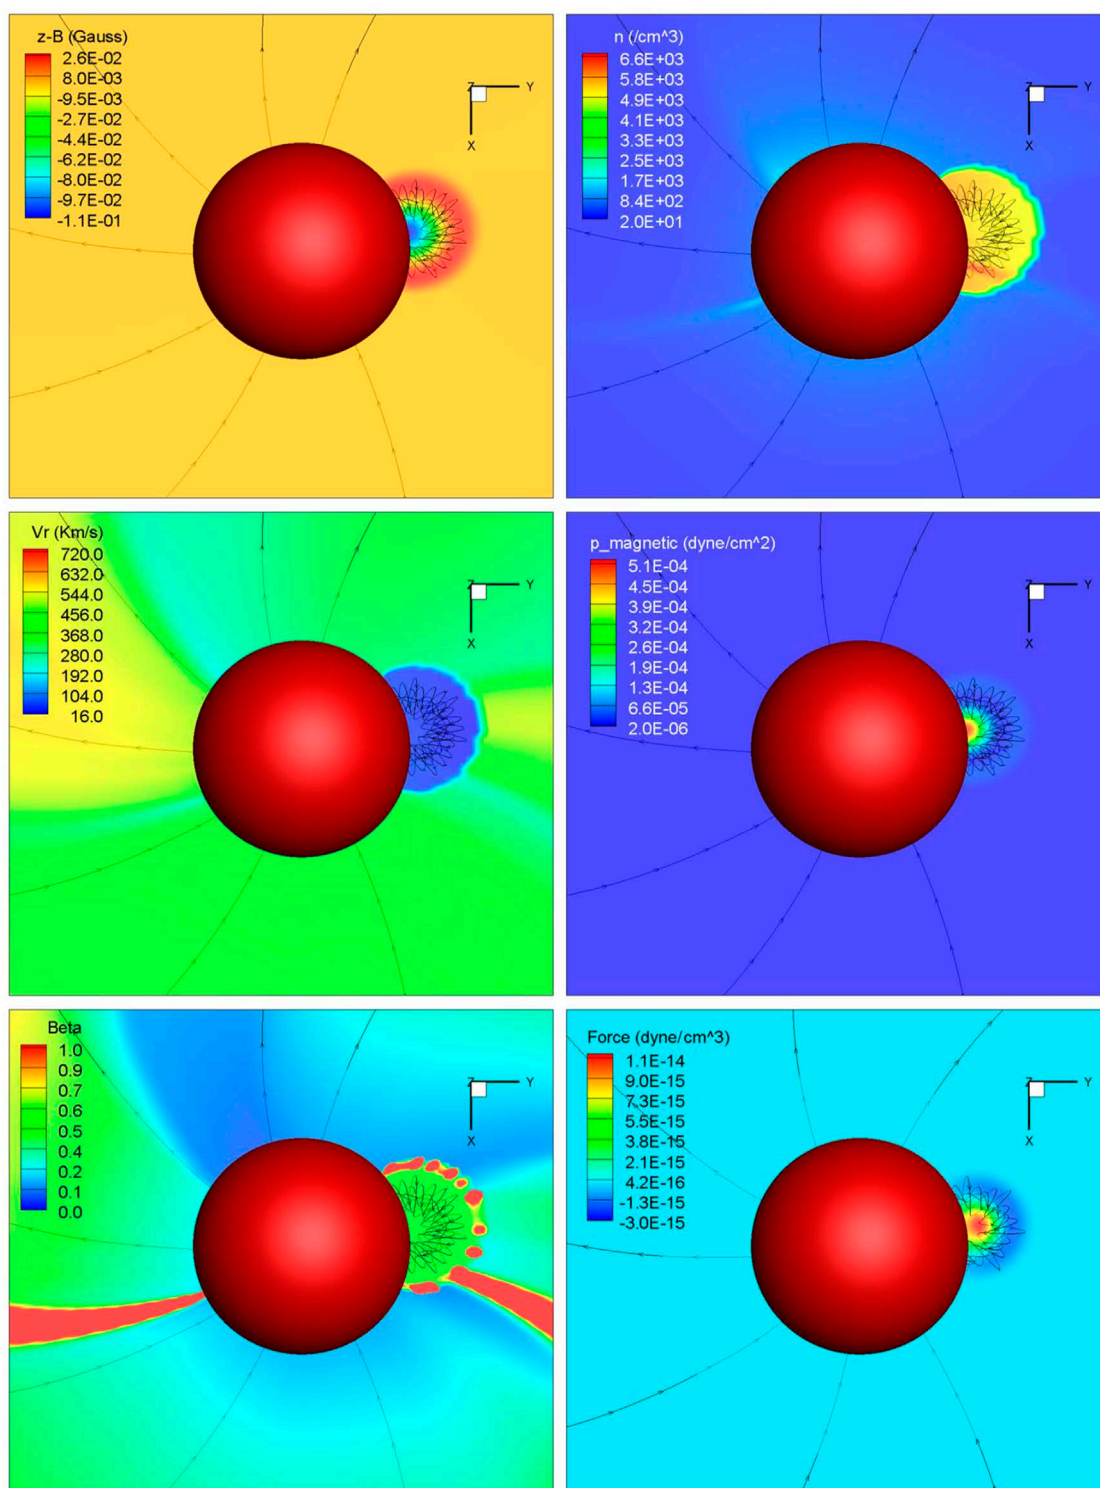 z-B (Gauss)
2.6E-02
8.0E-03
-9.5E-03
-2.7E-02
-4.4E-02
-6.2E-02
-8.0E-02
-9.7E-02
-1.1E-01
Z
Y
X
n (/cm^3)
6.6E+03
5.8E+03
4.9E+03
4.1E+03
3.3E+03
2.5E+03
1.7E+03
8.4E+02
2.0E+01
Z
Y
X
Vr (Km/s)
720.0
632.0
544.0
456.0
368.0
280.0
192.0
104.0
16.0
Z
Y
X
p_magnetic (dyne/cm^2)
5.1E-04
4.5E-04
3.9E-04
3.2E-04
2.6E-04
1.9E-04
1.3E-04
6.6E-05
2.0E-06
Z
Y
X
Beta
1.0
0.9
0.7
0.6
0.5
0.4
0.2
0.1
0.0
Z
Y
X
Force (dyne/cm^3)
1.1E-14
9.0E-15
7.3E-15
5.5E-15
3.8E-15
2.1E-15
4.2E-16
-1.3E-15
-3.0E-15
Z
Y
X